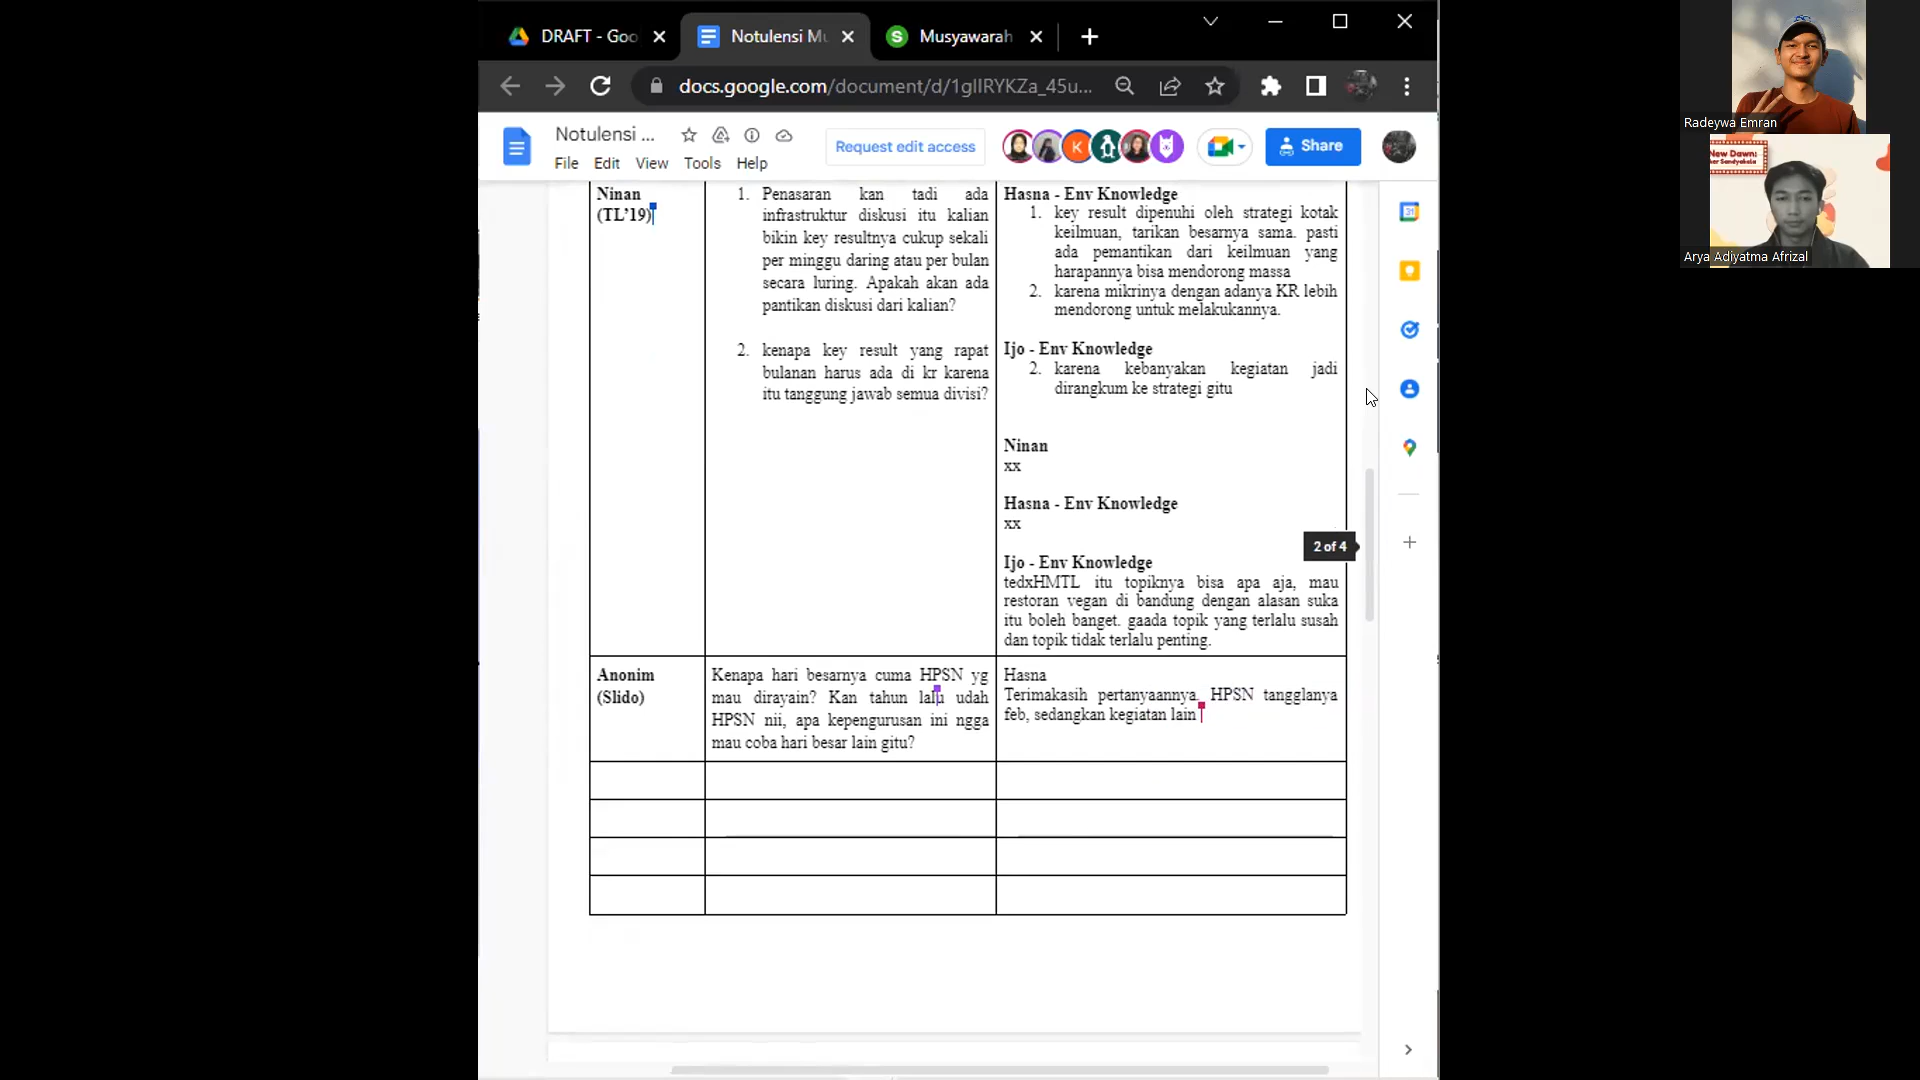 DRAFT - Goo
Notulensi Mu
Musyawarah
docs.google.com/document/d/1gllRYKZa_45u...
Notulensi ...
Request edit access
K
Share
File Edit View Tools Help
Ninan
(TL’19)
1. Penasaran kan tadi ada
infrastruktur diskusi itu kalian
bikin key resultnya cukup sekali
per minggu daring atau per bulan
secara luring. Apakah akan ada
pantikan diskusi dari kalian?
2. kenapa key result yang rapat
bulanan harus ada di kr karena
itu tanggung jawab semua divisi?
Hasna - Env Knowledge
1. key result dipenuhi oleh strategi kotak
keilmuan, tarikan besarnya sama. pasti
ada pemantikan dari keilmuan yang
harapannya bisa mendorong massa
2. karena mikrinya dengan adanya KR lebih
mendorong untuk melakukannya.
Ijo - Env Knowledge
2. karena kebanyakan kegiatan jadi
dirangkum ke strategi gitu
Ninan
xx
Hasna - Env Knowledge
xx
Ijo - Env Knowledge
tedxHMTL itu topiknya bisa apa aja, mau
restoran vegan di bandung dengan alasan suka
itu boleh banget. gaada topik yang terlalu susah
dan topik tidak terlalu penting.
2 of 4
Anonim
(Slido)
Kenapa hari besarnya cuma HPSN yg
mau dirayain? Kan tahun lalu udah
HPSN nii, apa kepengurusan ini ngga
mau coba hari besar lain gitu?
Hasna
Terimakasih pertanyaannya. HPSN tangglanya
feb, sedangkan kegiatan lain
31
Radeywa Emran
New Dawn:
Arya Adiyatma Afrizal